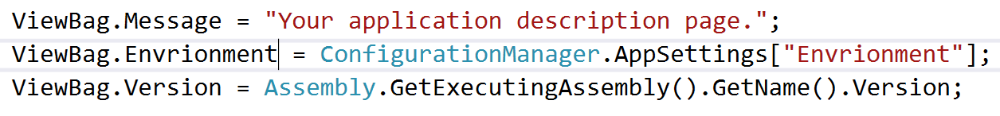 ViewBag.Message = "Your application description page.";
ViewBag.Envrionment = ConfigurationManager.AppSettings["Envrionment"];
ViewBag.Version = Assembly.GetExecutingAssembly().GetName().Version;